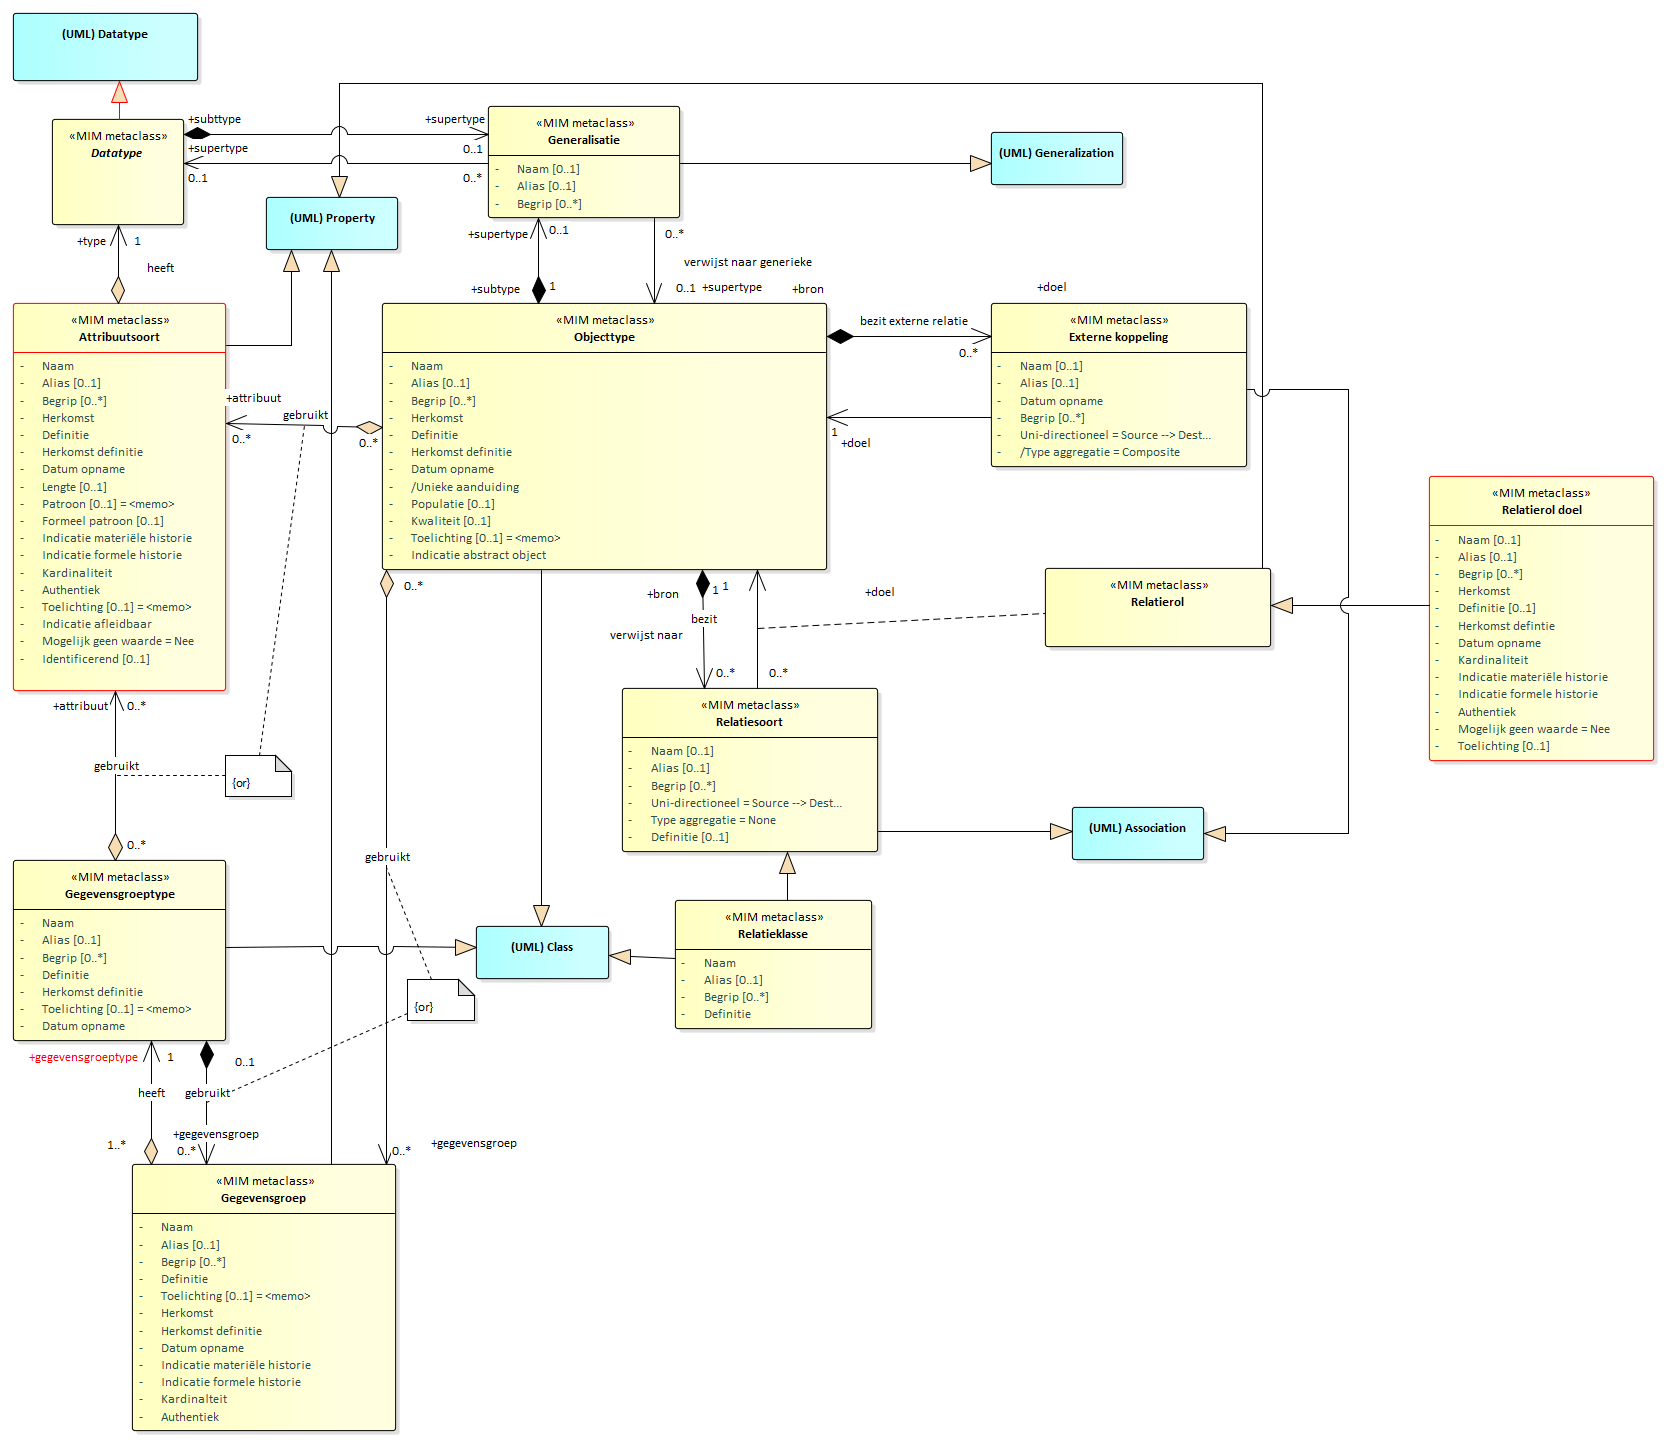 (UML) Datatype
«MIM metaclass»
Datatype
+subttype
+supertype
0..1
+supertype
0..1
0..*
«MIM metaclass»
Generalisatie
- Naam [0..1]
- Alias [0..1]
- Begrip [0..*]
(UML) Generalization
(UML) Property
+type
1
heeft
+supertype
0..1
0..*
verwijst naar generieke
+subtype
1
0..1
+supertype
+bron
+doel
«MIM metaclass»
Attribuutsoort
- Naam
- Alias [0..1]
- Begrip [0..*]
- Herkomst
- Definitie
- Herkomst definitie
- Datum opname
- Lengte [0..1]
- Patroon [0..1] = <memo>
- Formeel patroon [0..1]
- Indicatie materiële historie
- Indicatie formele historie
- Kardinaliteit
- Authentiek
- Toelichting [0..1] = <memo>
- Indicatie afleidbaar
- Mogelijk geen waarde = Nee
- Identificerend [0..1]
+attribuut
gebruikt
0..*
0..*
«MIM metaclass»
Objecttype
- Naam
- Alias [0..1]
- Begrip [0..*]
- Herkomst
- Definitie
- Herkomst definitie
- Datum opname
- /Unieke aanduiding
- Populatie [0..1]
- Kwaliteit [0..1]
- Toelichting [0..1] = <memo>
- Indicatie abstract object
bezit externe relatie
0..*
1
+doel
«MIM metaclass»
Externe koppeling
- Naam [0..1]
- Alias [0..1]
- Datum opname
- Begrip [0..*]
- Uni-directioneel = Source --> Dest...
- /Type aggregatie = Composite
«MIM metaclass»
Relatierol doel
- Naam [0..1]
- Alias [0..1]
- Begrip [0..*]
- Herkomst
- Definitie [0..1]
- Herkomst defintie
- Datum opname
- Kardinaliteit
- Indicatie materiële historie
- Indicatie formele historie
- Authentiek
- Mogelijk geen waarde = Nee
- Toelichting [0..1]
«MIM metaclass»
Relatierol
0..*
+bron
1
1
+doel
bezit
verwijst naar
0..*
0..*
«MIM metaclass»
Relatiesoort
- Naam [0..1]
- Alias [0..1]
- Begrip [0..*]
- Uni-directioneel = Source --> Dest...
- Type aggregatie = None
- Definitie [0..1]
+attribuut
0..*
gebruikt
{or}
0..*
gebruikt
(UML) Association
«MIM metaclass»
Gegevensgroeptype
- Naam
- Alias [0..1]
- Begrip [0..*]
- Definitie
- Herkomst definitie
- Toelichting [0..1] = <memo>
- Datum opname
(UML) Class
«MIM metaclass»
Relatieklasse
- Naam
- Alias [0..1]
- Begrip [0..*]
- Definitie
{or}
+gegevensgroeptype
1
0..1
heeft
gebruikt
+gegevensgroep
1..*
0..*
0..*
+gegevensgroep
«MIM metaclass»
Gegevensgroep
- Naam
- Alias [0..1]
- Begrip [0..*]
- Definitie
- Toelichting [0..1] = <memo>
- Herkomst
- Herkomst definitie
- Datum opname
- Indicatie materiële historie
- Indicatie formele historie
- Kardinalteit
- Authentiek